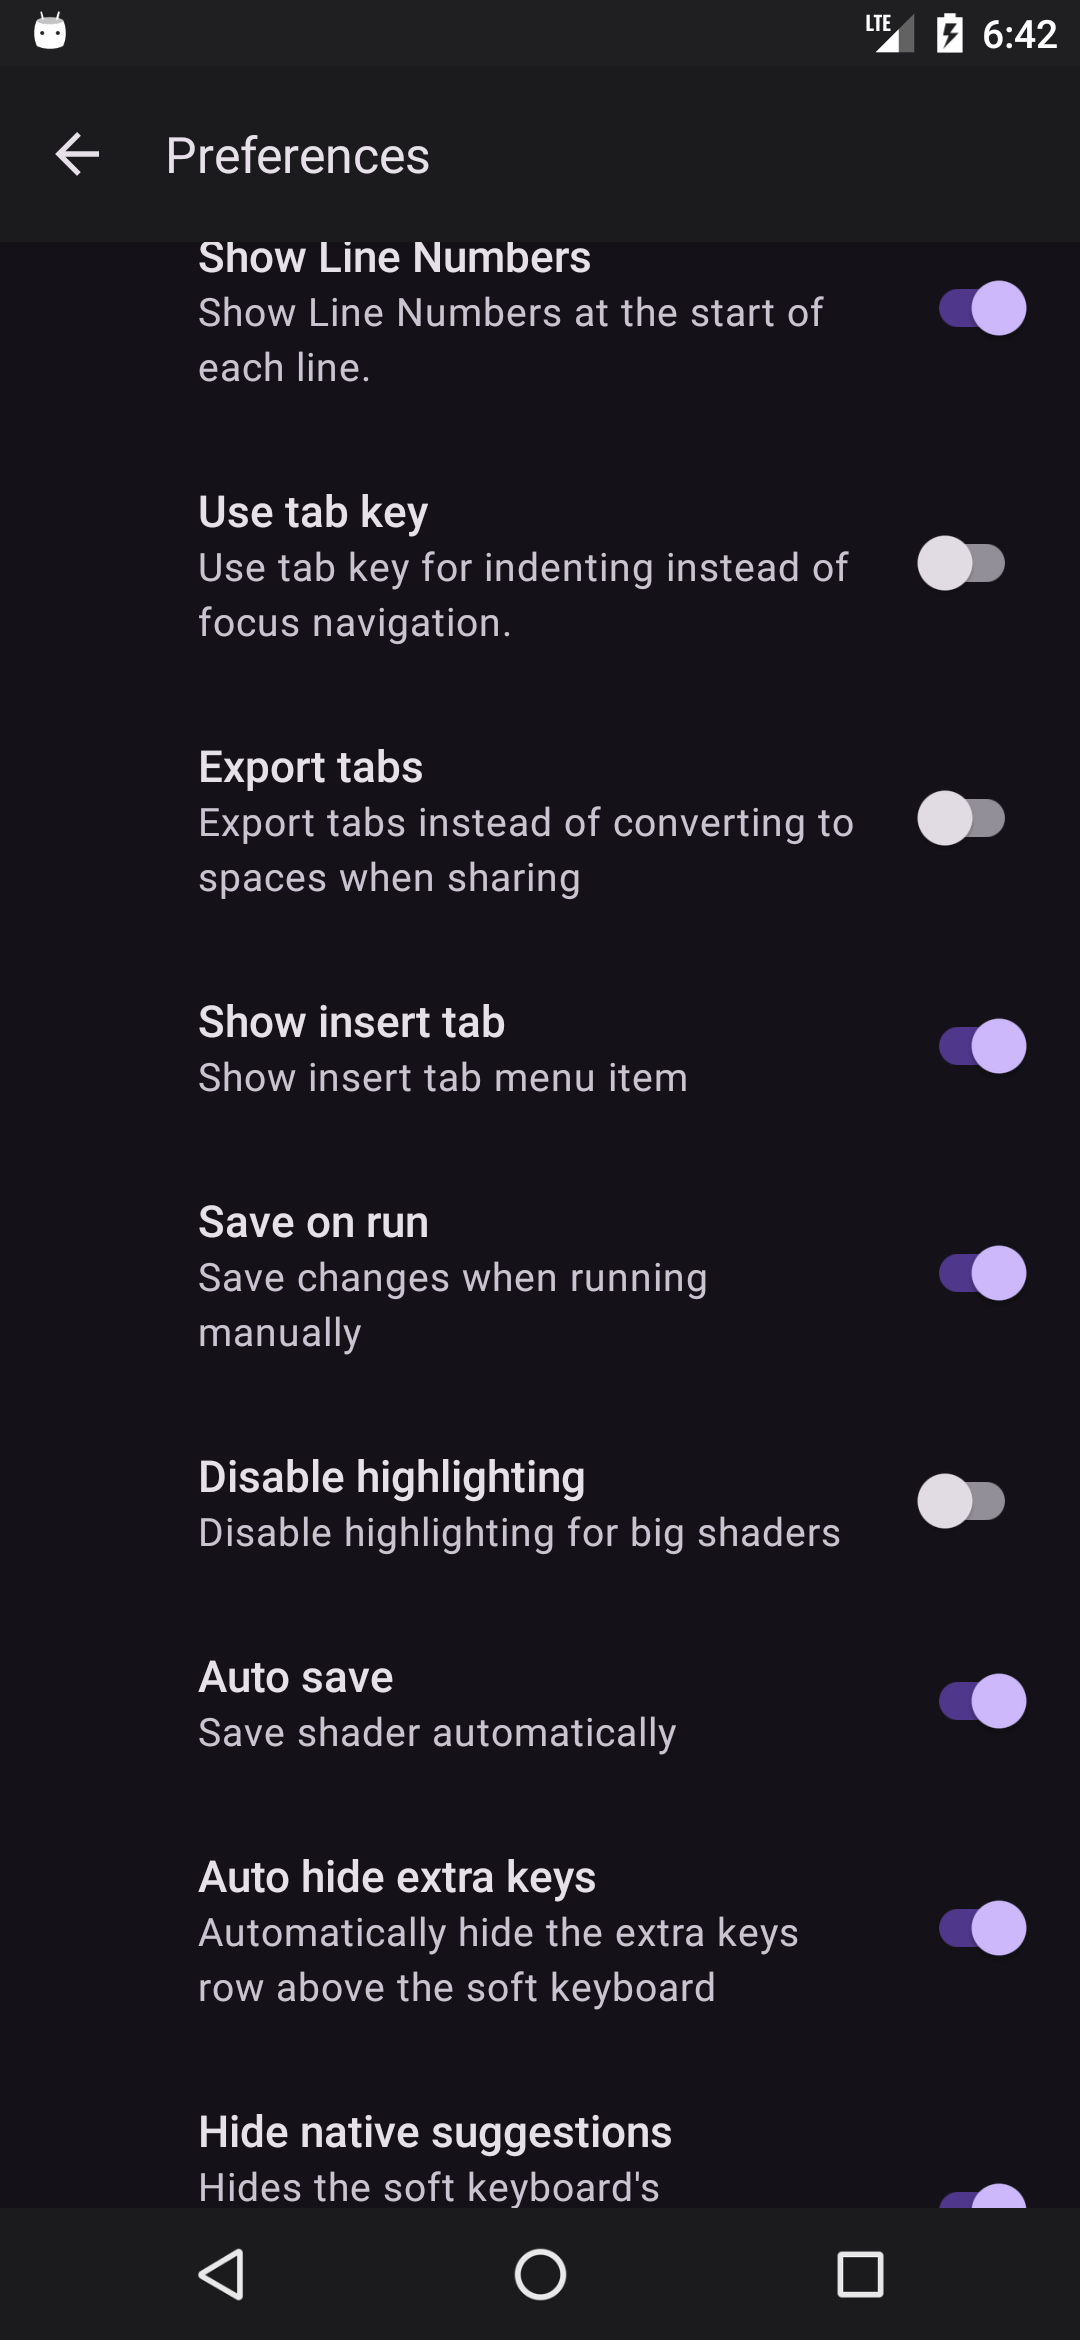 LTE 6:42
Preferences
Show Line Numbers
Show Line Numbers at the start of
each line.
Use tab key
Use tab key for indenting instead of
focus navigation.
Export tabs
Export tabs instead of converting to
spaces when sharing
Show insert tab
Show insert tab menu item
Save on run
Save changes when running
manually
Disable highlighting
Disable highlighting for big shaders
Auto save
Save shader automatically
Auto hide extra keys
Automatically hide the extra keys
row above the soft keyboard
Hide native suggestions
Hides the soft keyboard's